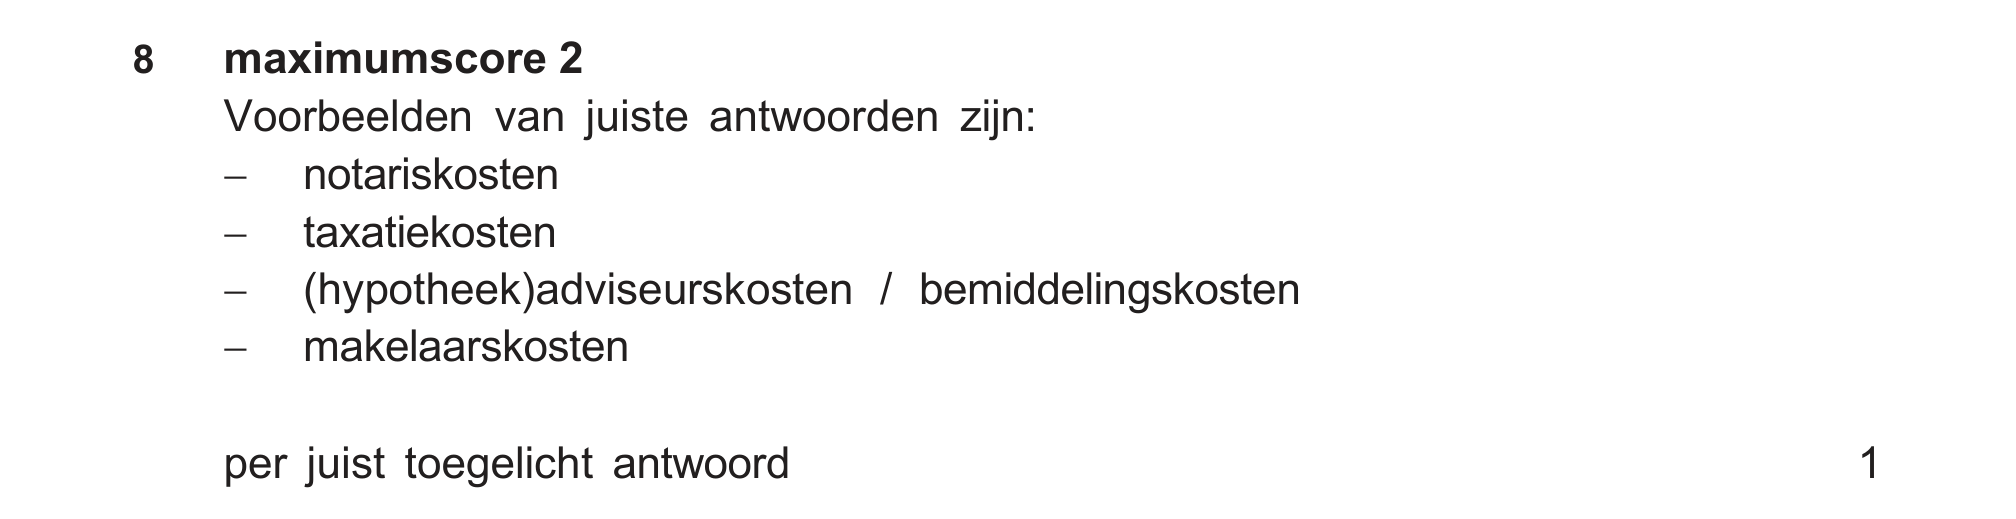 8 maximumscore 2
Voorbeelden van juiste antwoorden zijn:
− notariskosten
− taxatiekosten
− (hypotheek)adviseurskosten / bemiddelingskosten
− makelaarskosten
per juist toegelicht antwoord 1